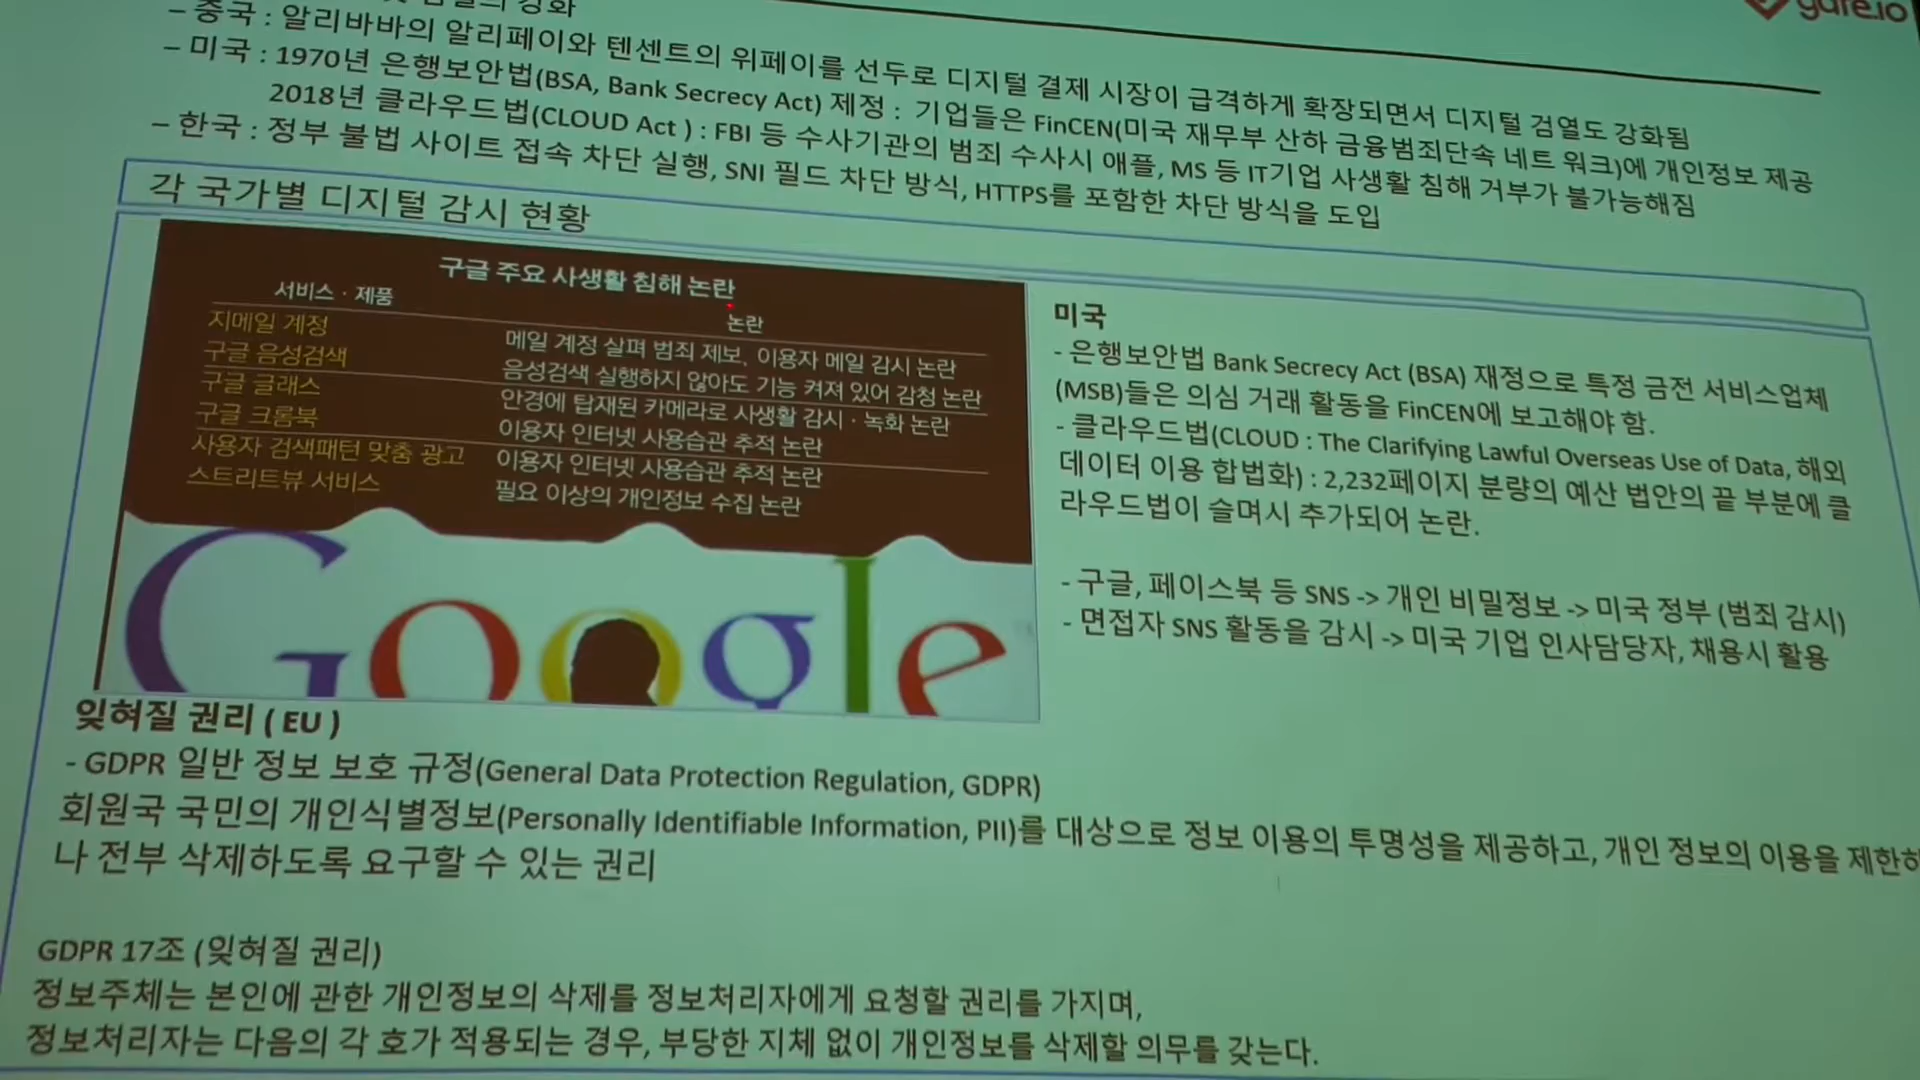 강화
gate.io
– 중국 : 알리바바의 알리페이와 텐센트의 위페이를 선두로 디지털 결제 시장이 급격하게 확장되면서 디지털 검열도 강화됨
– 미국 : 1970년 은행보안법(BSA, Bank Secrecy Act) 제정 : 기업들은 FinCEN(미국 재무부 산하 금융범죄단속 네트 워크)에 개인정보 제공
2018년 클라우드법(CLOUD Act ) : FBI 등 수사기관의 범죄 수사시 애플, MS 등 IT기업 사생활 침해 거부가 불가능해짐
– 한국 : 정부 불법 사이트 접속 차단 실행, SNI 필드 차단 방식, HTTPS를 포함한 차단 방식을 도입
각 국가별 디지털 감시 현황
구글 주요 사생활 침해 논란
서비스 · 제품 논란
지메일 계정 메일 계정 살펴 범죄 제보, 이용자 메일 감시 논란
구글 음성검색 음성검색 실행하지 않아도 기능 켜져 있어 감청 논란
구글 글래스 안경에 탑재된 카메라로 사생활 감시 · 녹화 논란
구글 크롬북 이용자 인터넷 사용습관 추적 논란
사용자 검색패턴 맞춤 광고 이용자 인터넷 사용습관 추적 논란
스트리트뷰 서비스 필요 이상의 개인정보 수집 논란
Google
미국
- 은행보안법 Bank Secrecy Act (BSA) 재정으로 특정 금전 서비스업체
(MSB)들은 의심 거래 활동을 FinCEN에 보고해야 함.
- 클라우드법(CLOUD : The Clarifying Lawful Overseas Use of Data, 해외
데이터 이용 합법화) : 2,232페이지 분량의 예산 법안의 끝 부분에 클
라우드법이 슬며시 추가되어 논란.
- 구글, 페이스북 등 SNS -> 개인 비밀정보 -> 미국 정부 (범죄 감시)
- 면접자 SNS 활동을 감시 -> 미국 기업 인사담당자, 채용시 활용
잊혀질 권리 ( EU )
- GDPR 일반 정보 보호 규정(General Data Protection Regulation, GDPR)
회원국 국민의 개인식별정보(Personally Identifiable Information, PII)를 대상으로 정보 이용의 투명성을 제공하고, 개인 정보의 이용을 제한하
나 전부 삭제하도록 요구할 수 있는 권리
GDPR 17조 (잊혀질 권리)
정보주체는 본인에 관한 개인정보의 삭제를 정보처리자에게 요청할 권리를 가지며,
정보처리자는 다음의 각 호가 적용되는 경우, 부당한 지체 없이 개인정보를 삭제할 의무를 갖는다.